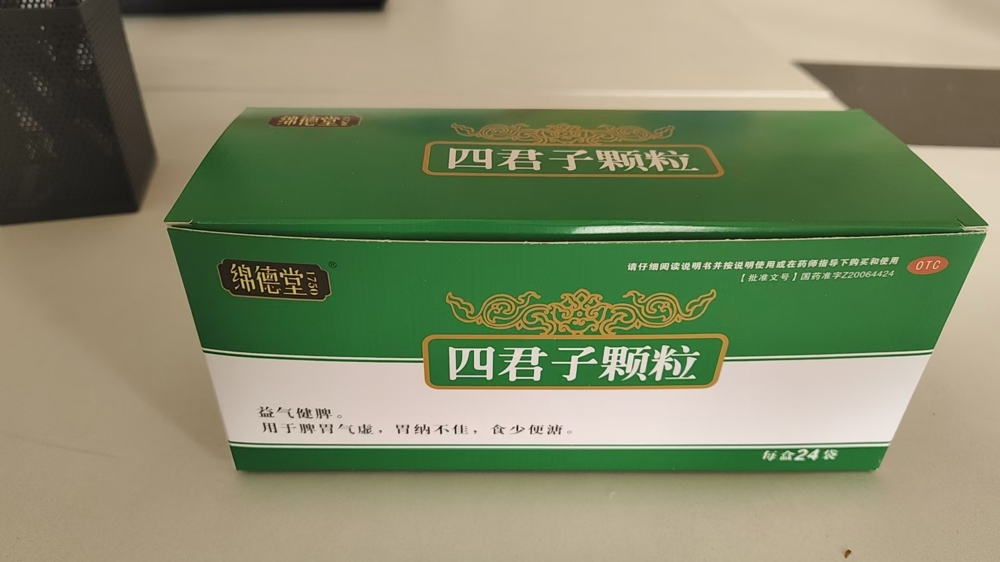 绵德堂
四君子颗粒
绵德堂 1750 ®
请仔细阅读说明书并按说明使用或在药师指导下购买和使用
OTC
【批准文号】国药准字Z20064424
四君子颗粒
益气健脾。
用于脾胃气虚，胃纳不佳，食少便溏。
每盒24袋